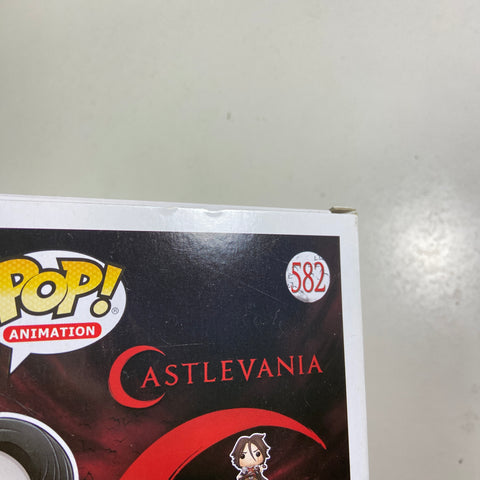 POP!
®
ANIMATION
582
CASTLEVANIA